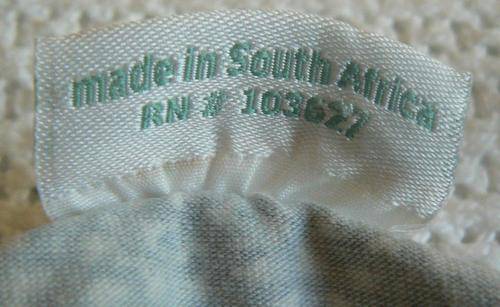 made in South Africa
RN # 103627